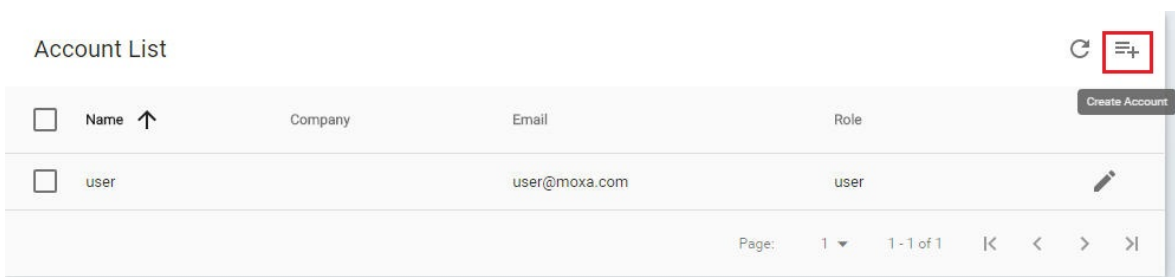 Account List
Create Account
Name Company Email Role
user user@moxa.com user
Page: 1 1 - 1 of 1